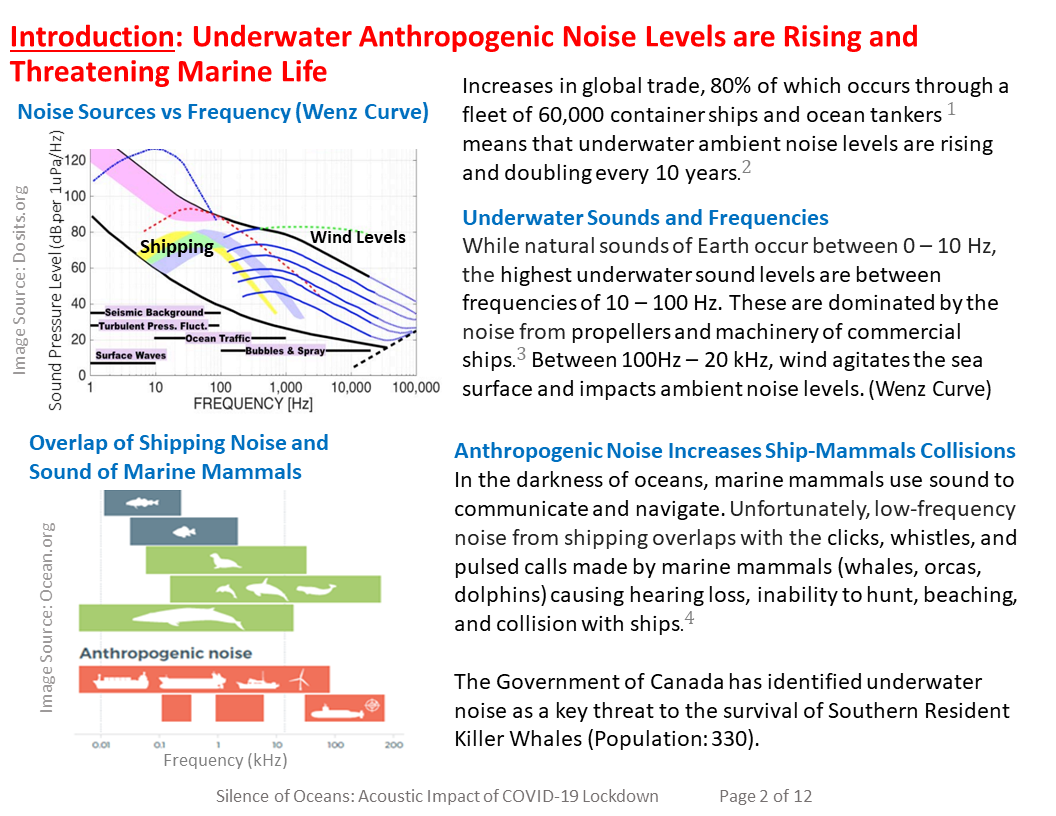 Introduction: Underwater Anthropogenic Noise Levels are Rising and
Threatening Marine Life
Noise Sources vs Frequency (Wenz Curve)
Image Source: Dosits.org
Sound Pressure Level (dB.per 1uPa/Hz)
120
100
80
60
40
20
0
Shipping
Wind Levels
Seismic Background
Turbulent Press. Fluct.
Ocean Traffic
Bubbles & Spray
Surface Waves
1 10 100 1,000 10,000 100,000
FREQUENCY [Hz]
Increases in global trade, 80% of which occurs through a
fleet of 60,000 container ships and ocean tankers 1
means that underwater ambient noise levels are rising
and doubling every 10 years.2
Underwater Sounds and Frequencies
While natural sounds of Earth occur between 0 – 10 Hz,
the highest underwater sound levels are between
frequencies of 10 – 100 Hz. These are dominated by the
noise from propellers and machinery of commercial
ships.3 Between 100Hz – 20 kHz, wind agitates the sea
surface and impacts ambient noise levels. (Wenz Curve)
Overlap of Shipping Noise and
Sound of Marine Mammals
Image Source: Ocean.org
Anthropogenic noise
0.01 0.1 1 10 100 200
Frequency (kHz)
Anthropogenic Noise Increases Ship-Mammals Collisions
In the darkness of oceans, marine mammals use sound to
communicate and navigate. Unfortunately, low-frequency
noise from shipping overlaps with the clicks, whistles, and
pulsed calls made by marine mammals (whales, orcas,
dolphins) causing hearing loss, inability to hunt, beaching,
and collision with ships.4
The Government of Canada has identified underwater
noise as a key threat to the survival of Southern Resident
Killer Whales (Population: 330).
Silence of Oceans: Acoustic Impact of COVID-19 Lockdown Page 2 of 12